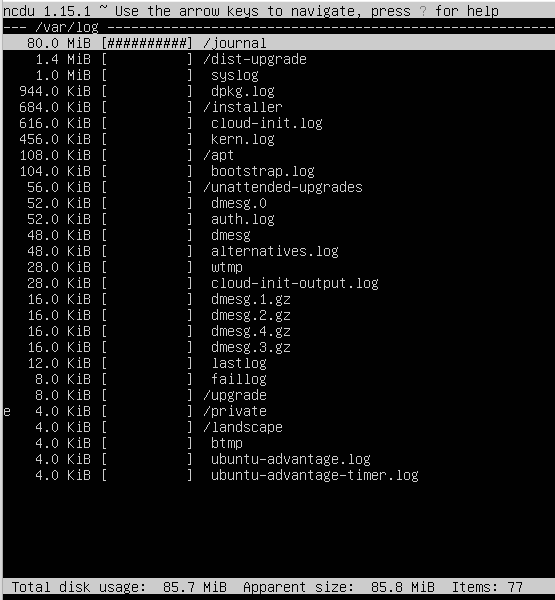 ncdu 1.15.1 ~ Use the arrow keys to navigate, press ? for help
--- /var/log ---------------------------------------------------------
   80.0 MiB [##########] /journal
    1.4 MiB [          ] /dist-upgrade
    1.0 MiB [          ]  syslog
  944.0 KiB [          ]  dpkg.log
  684.0 KiB [          ] /installer
  616.0 KiB [          ]  cloud-init.log
  456.0 KiB [          ]  kern.log
  108.0 KiB [          ] /apt
  104.0 KiB [          ]  bootstrap.log
   56.0 KiB [          ] /unattended-upgrades
   52.0 KiB [          ]  dmesg.0
   52.0 KiB [          ]  auth.log
   48.0 KiB [          ]  dmesg
   48.0 KiB [          ]  alternatives.log
   28.0 KiB [          ]  wtmp
   28.0 KiB [          ]  cloud-init-output.log
   16.0 KiB [          ]  dmesg.1.gz
   16.0 KiB [          ]  dmesg.2.gz
   16.0 KiB [          ]  dmesg.4.gz
   16.0 KiB [          ]  dmesg.3.gz
   12.0 KiB [          ]  lastlog
    8.0 KiB [          ]  faillog
    8.0 KiB [          ] /upgrade
e   4.0 KiB [          ] /private
    4.0 KiB [          ] /landscape
    4.0 KiB [          ]  btmp
    4.0 KiB [          ]  ubuntu-advantage.log
    4.0 KiB [          ]  ubuntu-advantage-timer.log
 Total disk usage:  85.7 MiB  Apparent size:  85.8 MiB  Items: 77